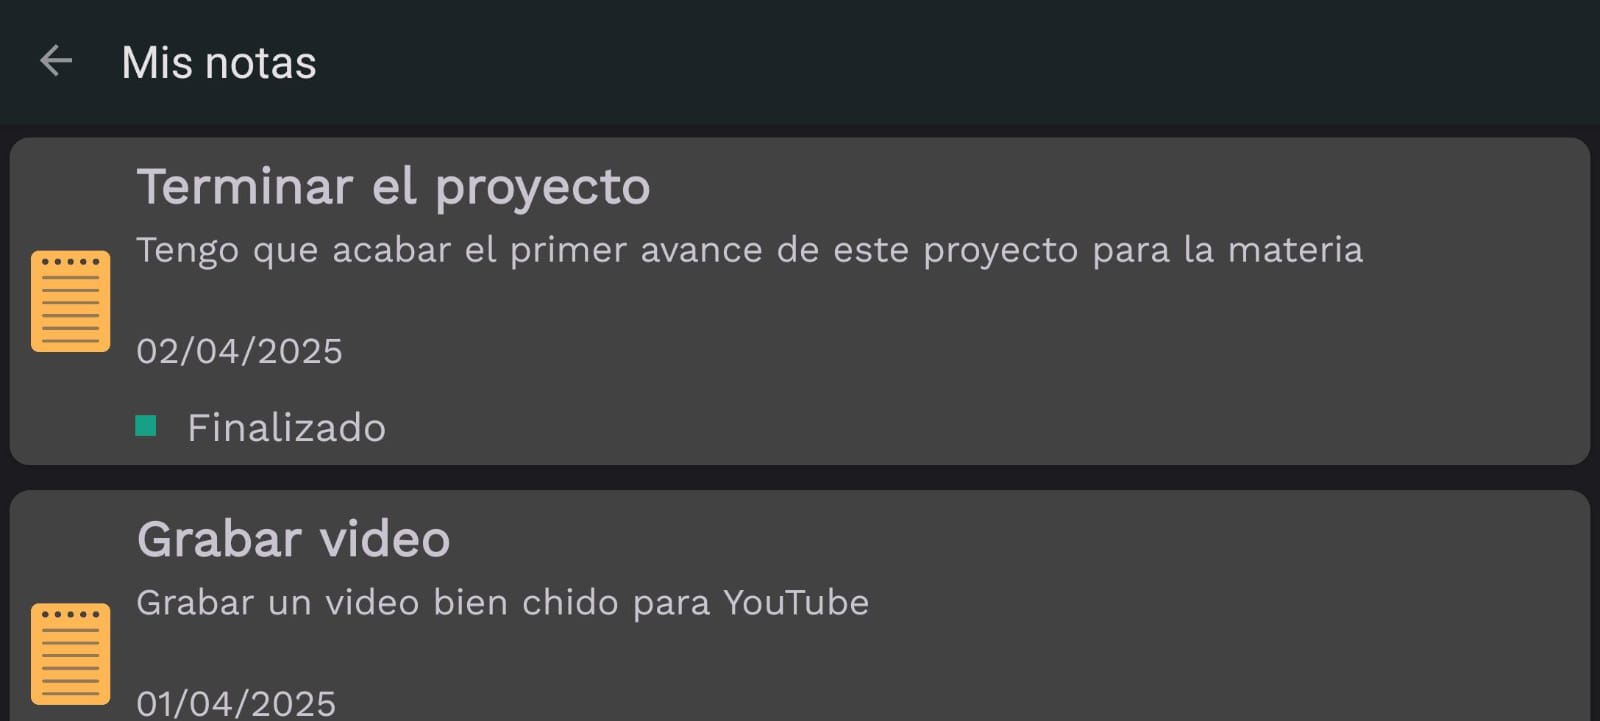 Mis notas
Terminar el proyecto
Tengo que acabar el primer avance de este proyecto para la materia
02/04/2025
Finalizado
Grabar video
Grabar un video bien chido para YouTube
01/04/2025